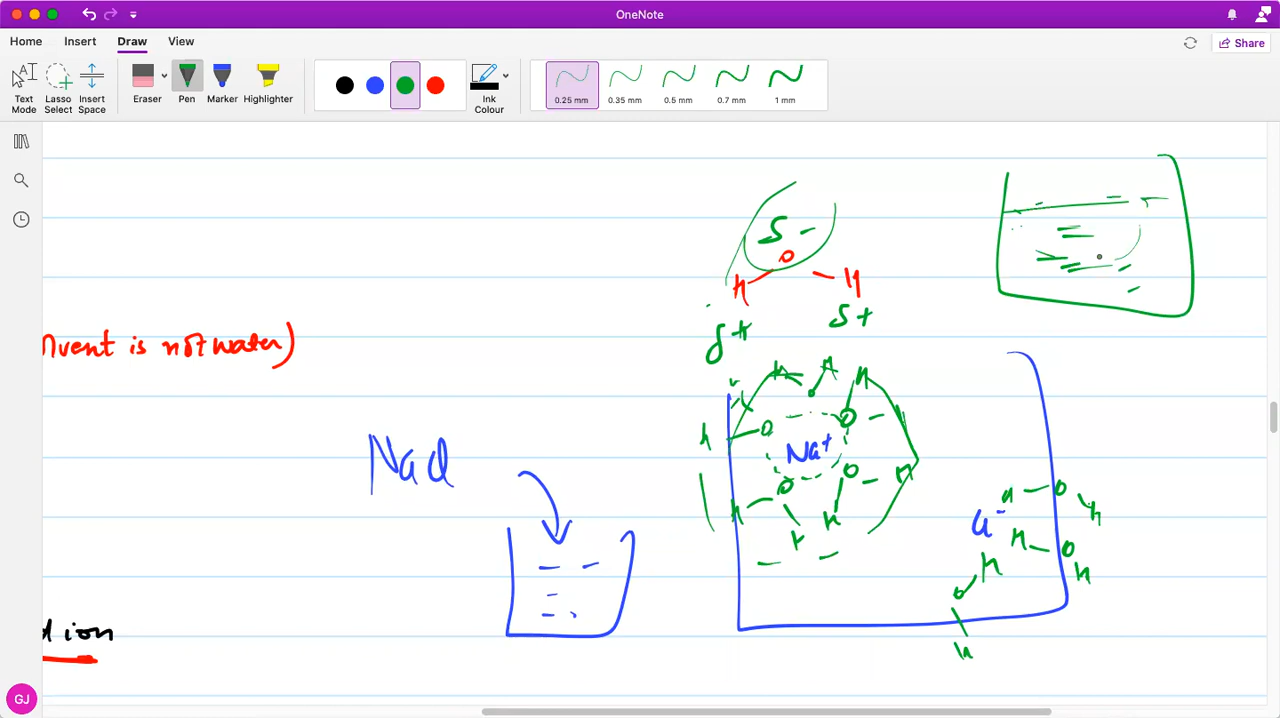 OneNote
Home Insert Draw View
Share
Text Mode
Lasso Select
Insert Space
Eraser
Pen
Marker
Highlighter
Ink Colour
0.25 mm
0.35 mm
0.5 mm
0.7 mm
1 mm
δ -
O
H H
δ+ δ+
vent is not water)
H H H
H O O
Na+
O O H
H H H
NaCl
H O H
Cl-
H O H
H
O
H
d ion
GJ